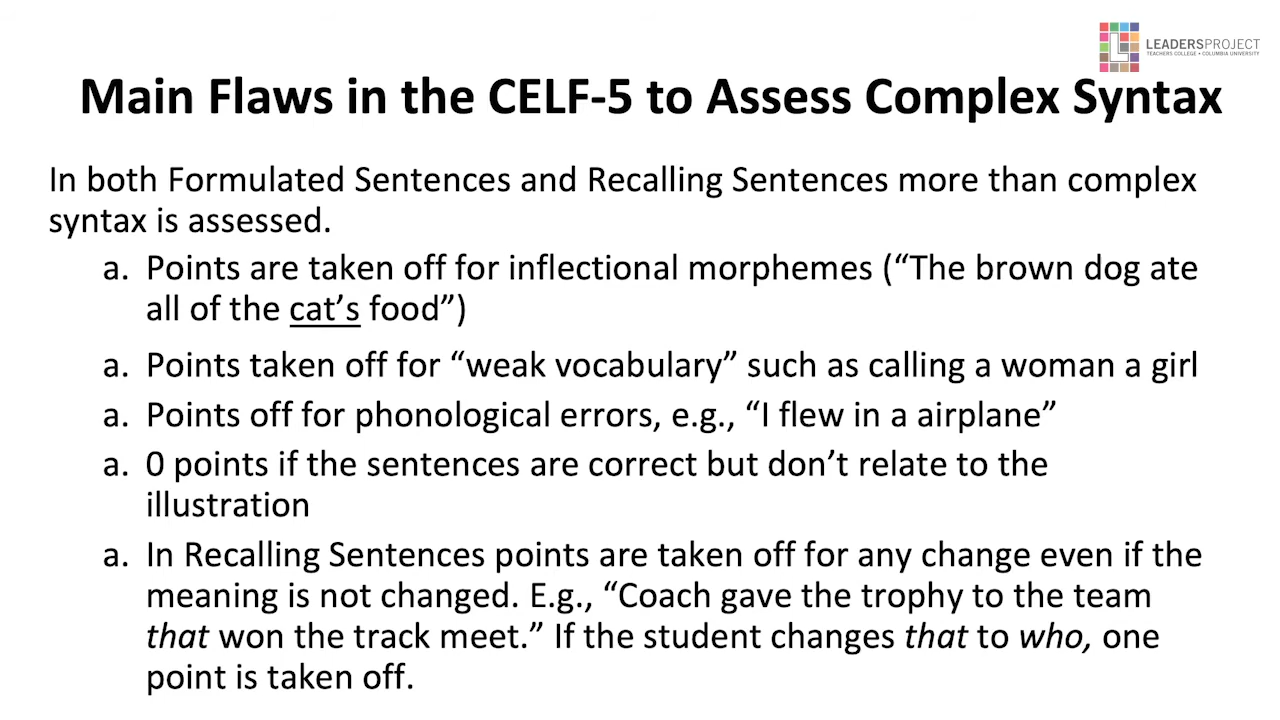 LEADERSPROJECT
TEACHERS COLLEGE • COLUMBIA UNIVERSITY
Main Flaws in the CELF-5 to Assess Complex Syntax
In both Formulated Sentences and Recalling Sentences more than complex
syntax is assessed.
a. Points are taken off for inflectional morphemes (“The brown dog ate
all of the cat’s food”)
a. Points taken off for “weak vocabulary” such as calling a woman a girl
a. Points off for phonological errors, e.g., “I flew in a airplane”
a. 0 points if the sentences are correct but don’t relate to the
illustration
a. In Recalling Sentences points are taken off for any change even if the
meaning is not changed. E.g., “Coach gave the trophy to the team
that won the track meet.” If the student changes that to who, one
point is taken off.